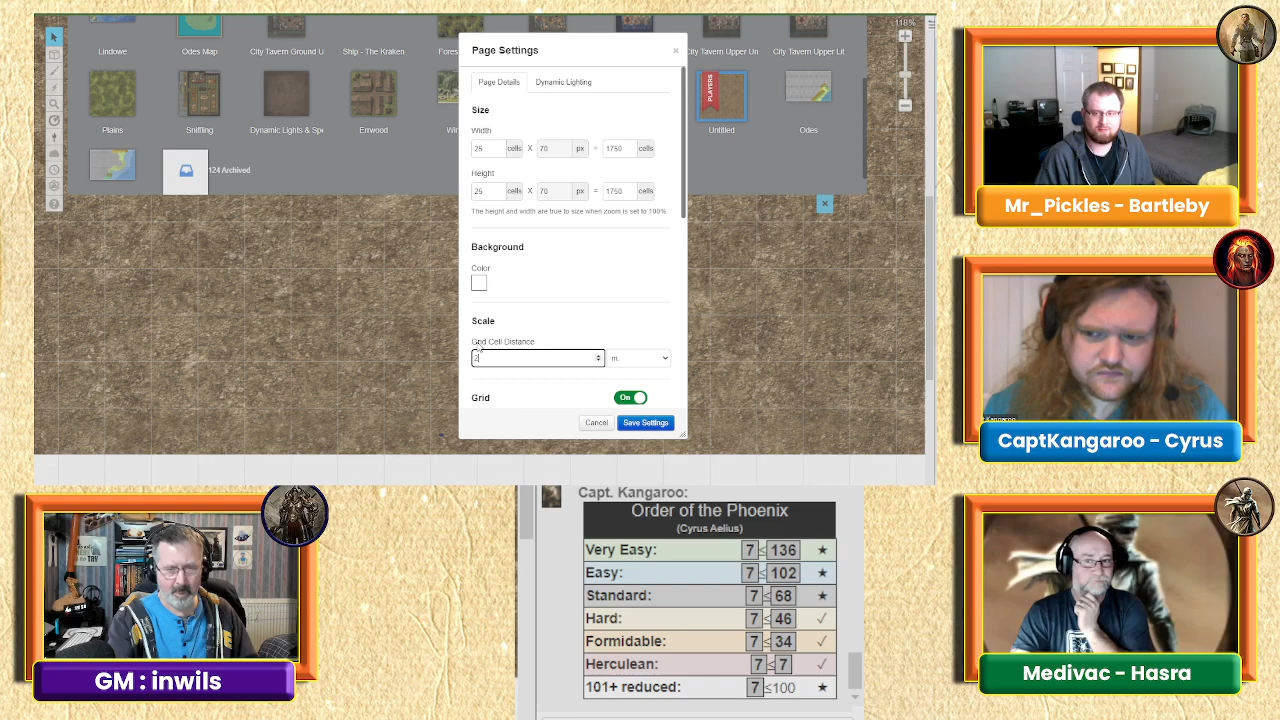 118%
Lindowe
Odes Map
City Tavern Ground U
Ship - The Kraken
City Tavern Upper Un
City Tavern Upper Lit
PLAYERS
Plains
Sniffling
Dynamic Lights & Spe
Errwood
Untitled
Odes
124 Archived
Page Settings
×
Page Details
Dynamic Lighting
Size
Width
25 cells X 70 px = 1750 cells
Height
25 cells X 70 px = 1750 cells
The height and width are true to size when zoom is set to 100%.
Background
Color
Scale
Grid Cell Distance
2
m.
Grid
On
Cancel
Save Settings
Mr_Pickles - Bartleby
CaptKangaroo - Cyrus
Medivac - Hasra
GM : inwils
Capt. Kangaroo:
Order of the Phoenix
(Cyrus Aelius)
Very Easy: 7 ≤ 136 ★
Easy: 7 ≤ 102 ★
Standard: 7 ≤ 68 ★
Hard: 7 ≤ 46 ✓
Formidable: 7 ≤ 34 ✓
Herculean: 7 ≤ 7 ✓
101+ reduced: 7 ≤100 ★